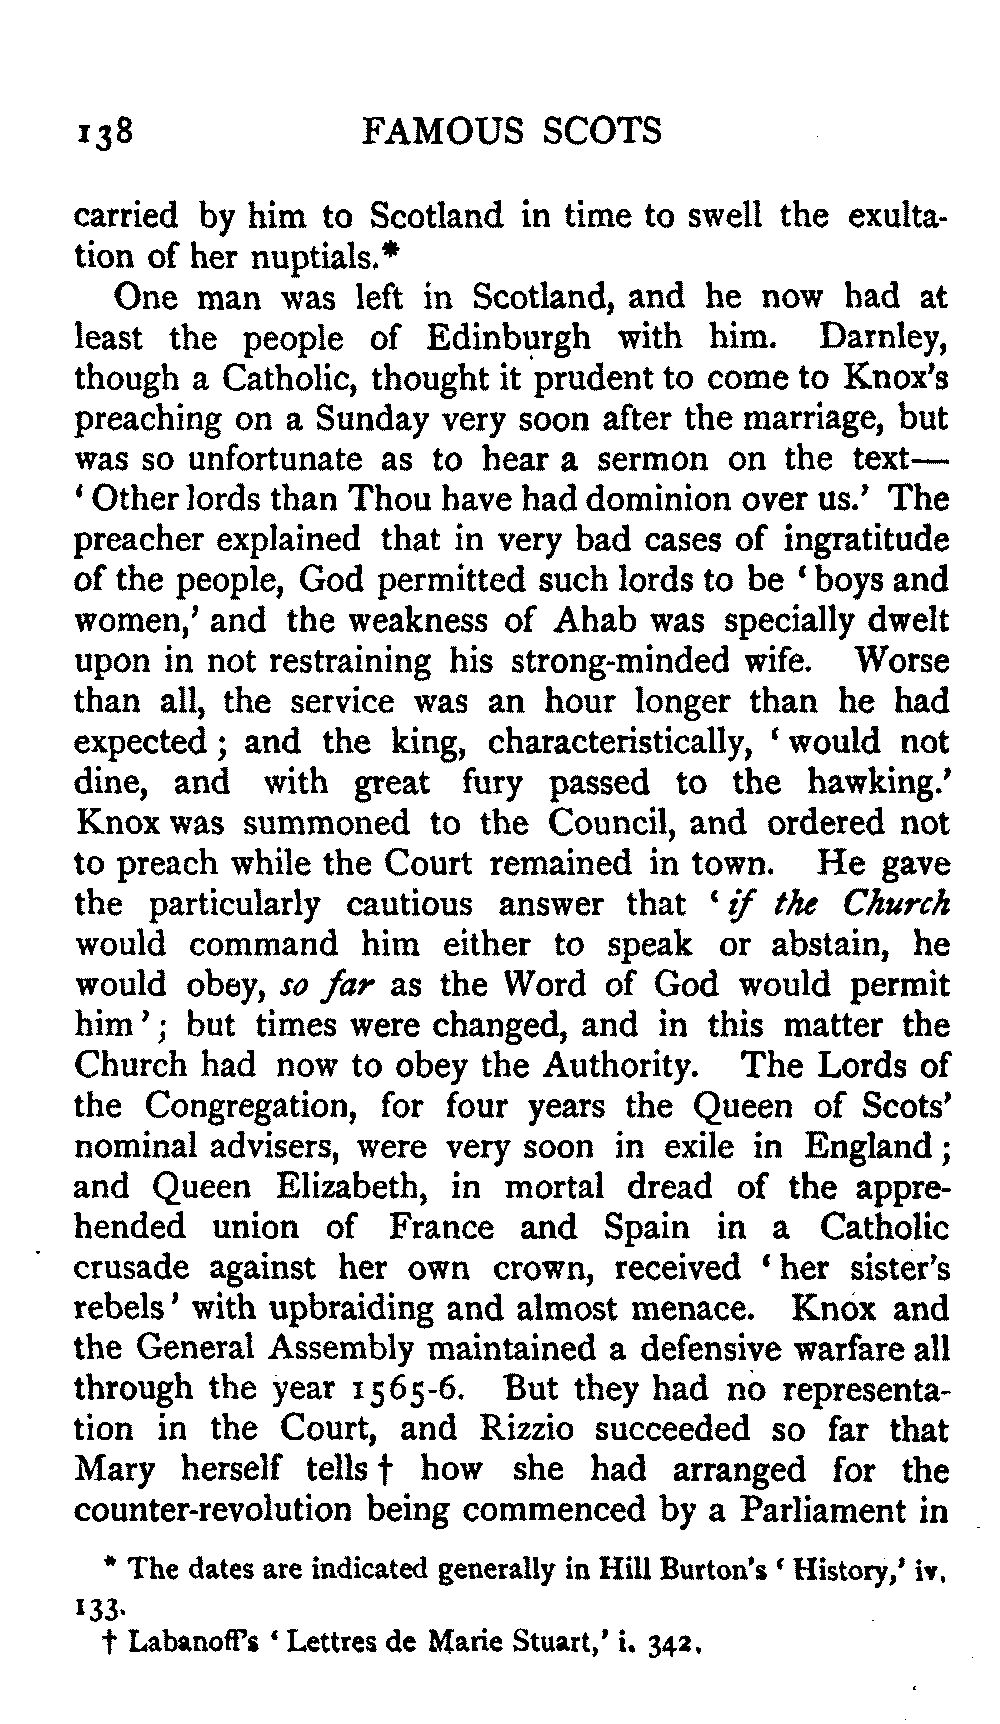 138 FAMOUS SCOTS
carried by him to Scotland in time to swell the exulta-
tion of her nuptials.*
One man was left in Scotland, and he now had at
least the people of Edinburgh with him. Darnley,
though a Catholic, thought it prudent to come to Knox's
preaching on a Sunday very soon after the marriage, but
was so unfortunate as to hear a sermon on the text—
‘Other lords than Thou have had dominion over us.’ The
preacher explained that in very bad cases of ingratitude
of the people, God permitted such lords to be ‘boys and
women,’ and the weakness of Ahab was specially dwelt
upon in not restraining his strong-minded wife. Worse
than all, the service was an hour longer than he had
expected; and the king, characteristically, ‘would not
dine, and with great fury passed to the hawking.’
Knox was summoned to the Council, and ordered not
to preach while the Court remained in town. He gave
the particularly cautious answer that ‘if the Church
would command him either to speak or abstain, he
would obey, so far as the Word of God would permit
him’; but times were changed, and in this matter the
Church had now to obey the Authority. The Lords of
the Congregation, for four years the Queen of Scots’
nominal advisers, were very soon in exile in England;
and Queen Elizabeth, in mortal dread of the appre-
hended union of France and Spain in a Catholic
crusade against her own crown, received ‘her sister's
rebels’ with upbraiding and almost menace. Knox and
the General Assembly maintained a defensive warfare all
through the year 1565-6. But they had no representa-
tion in the Court, and Rizzio succeeded so far that
Mary herself tells † how she had arranged for the
counter-revolution being commenced by a Parliament in
* The dates are indicated generally in Hill Burton's ‘History,’ iv.
133.
† Labanoff's ‘Lettres de Marie Stuart,’ i. 342.